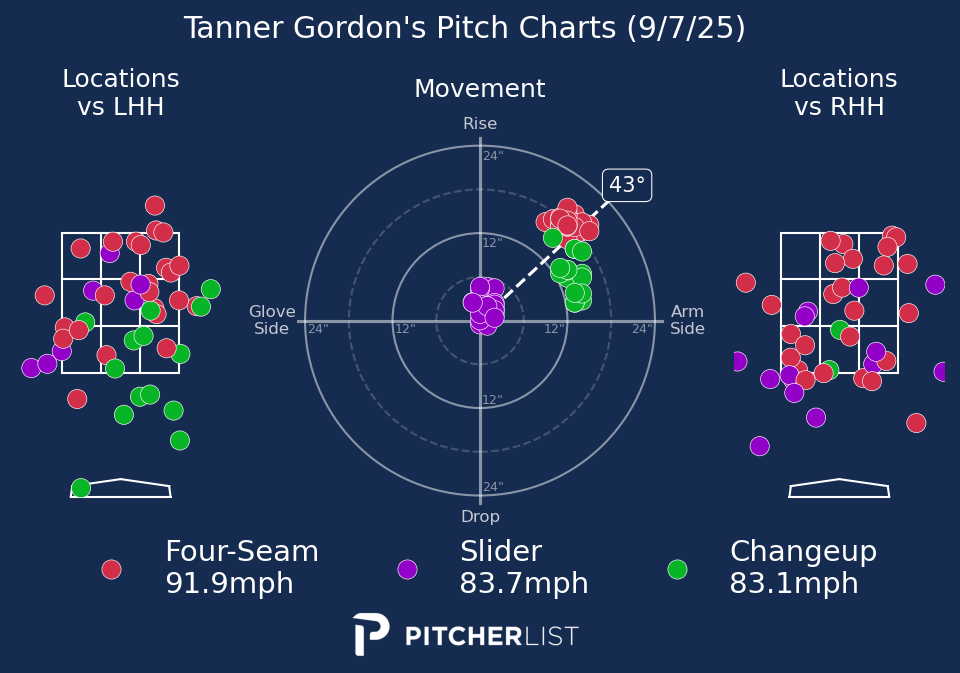 Tanner Gordon's Pitch Charts (9/7/25)
Locations
vs LHH
Movement
Locations
vs RHH
Rise
24"
43°
12"
Glove
Side
24"
12"
12"
24"
Arm
Side
12"
24"
Drop
Four-Seam
91.9mph
Slider
83.7mph
Changeup
83.1mph
PITCHERLIST